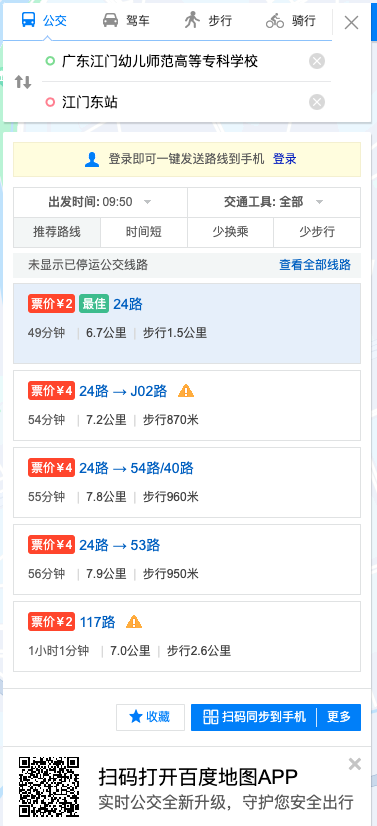 公交 驾车 步行 骑行
广东江门幼儿师范高等专科学校
江门东站
登录即可一键发送路线到手机 登录
出发时间: 09:50 交通工具: 全部
推荐路线 时间短 少换乘 少步行
未显示已停运公交线路 查看全部线路
票价¥2 最佳 24路
49分钟 | 6.7公里 | 步行1.5公里
票价¥4 24路 → J02路
54分钟 | 7.2公里 | 步行870米
票价¥4 24路 → 54路/40路
55分钟 | 7.8公里 | 步行960米
票价¥4 24路 → 53路
56分钟 | 7.9公里 | 步行950米
票价¥2 117路
1小时1分钟 | 7.0公里 | 步行2.6公里
收藏 扫码同步到手机 | 更多
扫码打开百度地图APP
实时公交全新升级，守护您安全出行